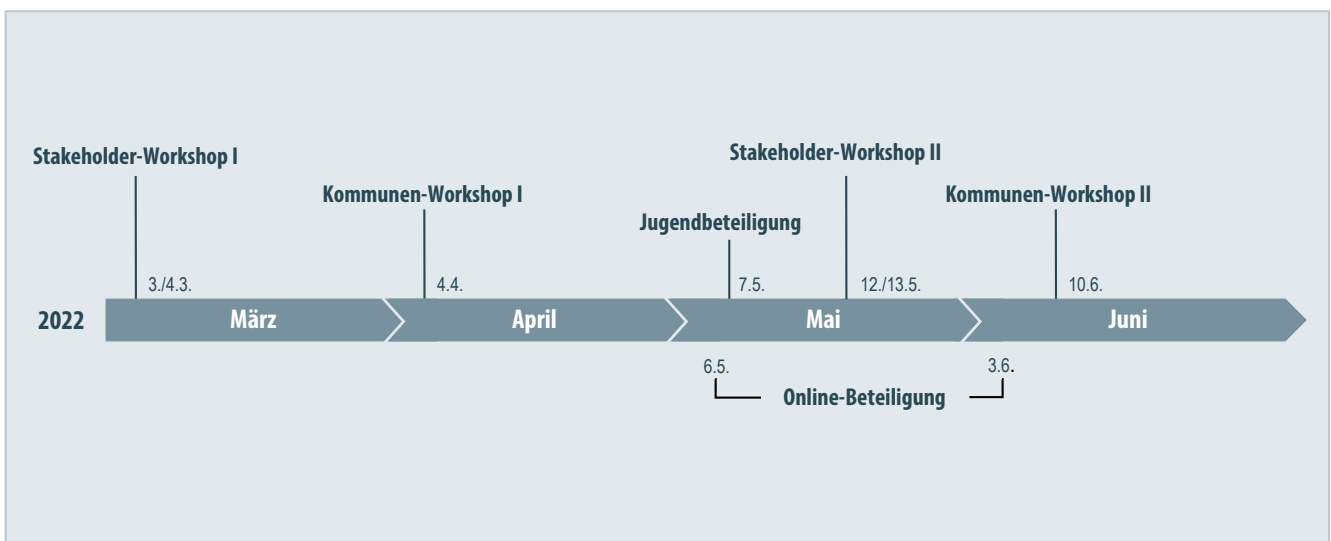 Stakeholder-Workshop I
Stakeholder-Workshop II
Kommunen-Workshop I
Kommunen-Workshop II
Jugendbeteiligung
3./4.3.
4.4.
7.5.
12./13.5.
10.6.
2022
März
April
Mai
Juni
6.5.
3.6.
Online-Beteiligung